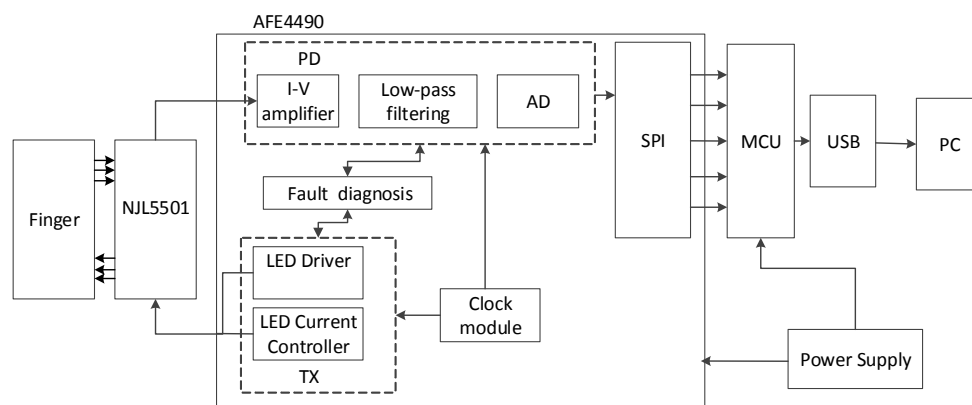 AFE4490
PD
I-V
amplifier
Low-pass
filtering
AD
SPI
MCU
USB
PC
Finger
NJL5501
Fault diagnosis
LED Driver
LED Current
Controller
TX
Clock
module
Power Supply